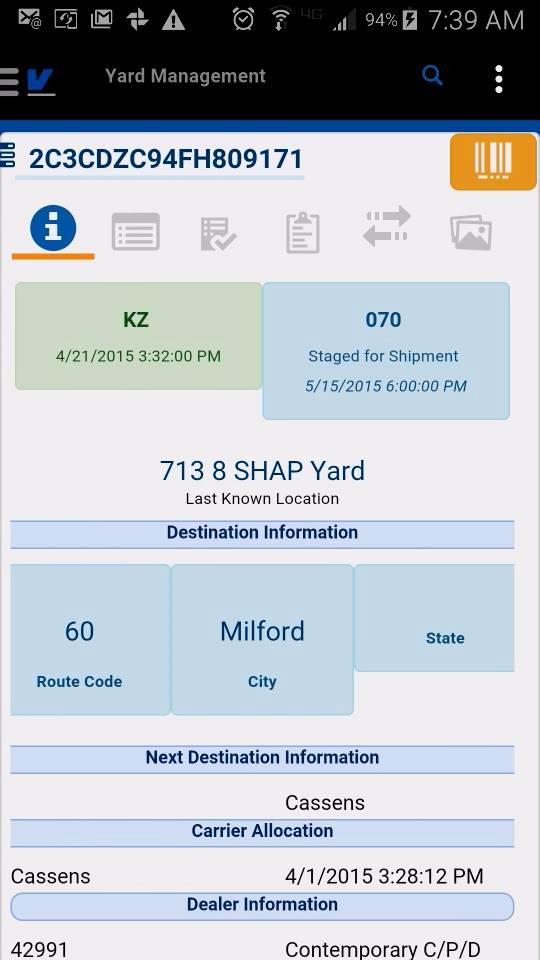 4G 94% 7:39 AM
Yard Management
2C3CDZC94FH809171
KZ
4/21/2015 3:32:00 PM
070
Staged for Shipment
5/15/2015 6:00:00 PM
713 8 SHAP Yard
Last Known Location
Destination Information
60
Route Code
Milford
City
State
Next Destination Information
Cassens
Carrier Allocation
Cassens 4/1/2015 3:28:12 PM
Dealer Information
42991 Contemporary C/P/D